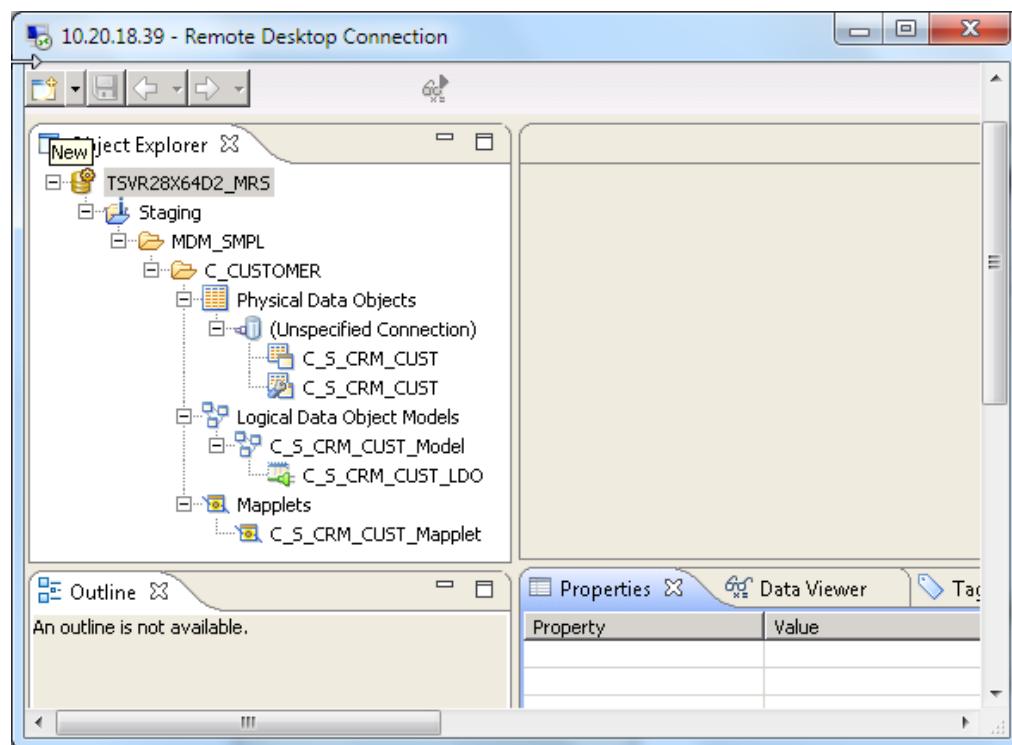 10.20.18.39 - Remote Desktop Connection
New
ject Explorer
TSVR28X64D2_MRS
Staging
MDM_SMPL
C_CUSTOMER
Physical Data Objects
(Unspecified Connection)
C_S_CRM_CUST
C_S_CRM_CUST
Logical Data Object Models
C_S_CRM_CUST_Model
C_S_CRM_CUST_LDO
Mapplets
C_S_CRM_CUST_Mapplet
Outline
An outline is not available.
Properties Data Viewer Tag
Property Value